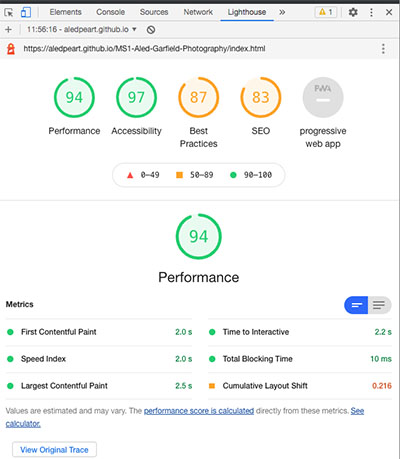 Elements Console Sources Network Lighthouse » 1
+ 11:56:16 - aledpeart.github.io
https://aledpeart.github.io/MS1-Aled-Garfield-Photography/index.html
94 97 87 83 PWA
Performance Accessibility Best Practices SEO progressive web app
0–49 50–89 90–100
94
Performance
Metrics
First Contentful Paint 2.0 s Time to Interactive 2.2 s
Speed Index 2.0 s Total Blocking Time 10 ms
Largest Contentful Paint 2.5 s Cumulative Layout Shift 0.216
Values are estimated and may vary. The performance score is calculated directly from these metrics. See
calculator.
View Original Trace